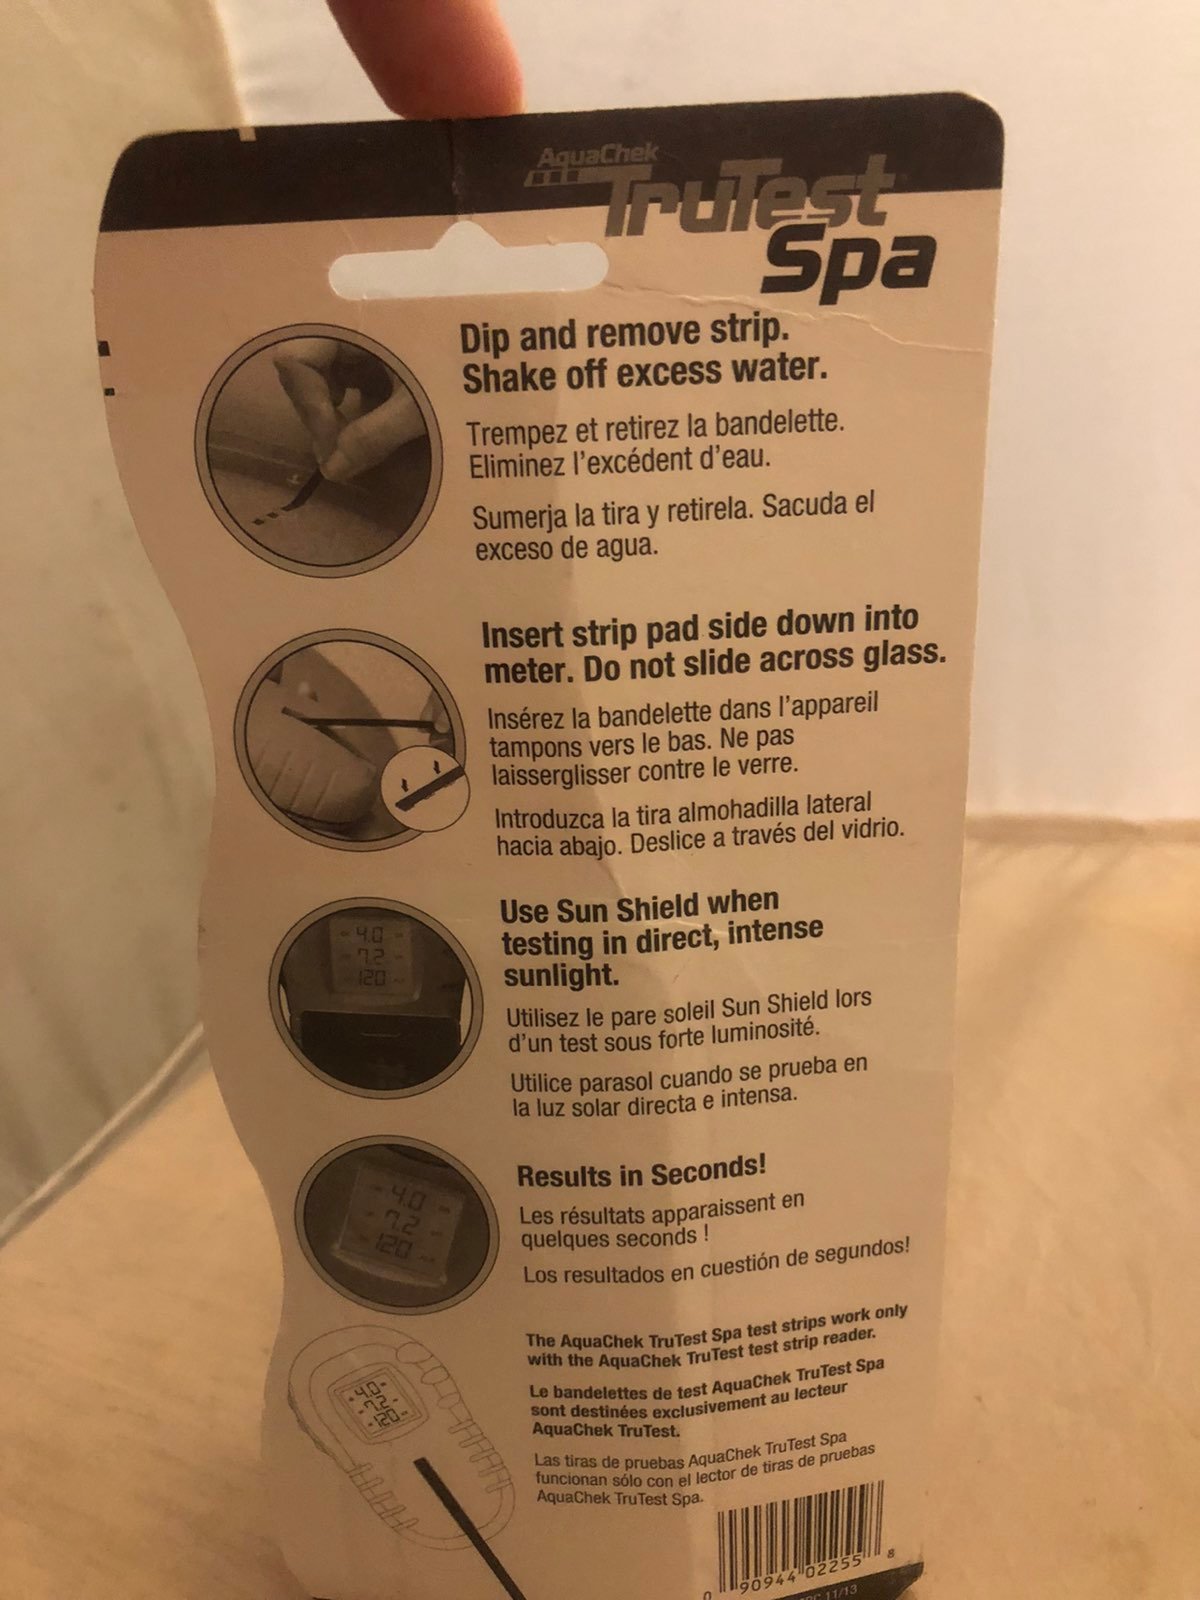 AquaChek
TruTest
Spa
Dip and remove strip.
Shake off excess water.
Trempez et retirez la bandelette.
Eliminez l'excédent d'eau.
Sumerja la tira y retirela. Sacuda el
exceso de agua.
Insert strip pad side down into
meter. Do not slide across glass.
Insérez la bandelette dans l'appareil
tampons vers le bas. Ne pas
laisserglisser contre le verre.
Introduzca la tira almohadilla lateral
hacia abajo. Deslice a través del vidrio.
4.0
7.2
120
Use Sun Shield when
testing in direct, intense
sunlight.
Utilisez le pare soleil Sun Shield lors
d'un test sous forte luminosité.
Utilice parasol cuando se prueba en
la luz solar directa e intensa.
4.0
7.2
120
Results in Seconds!
Les résultats apparaissent en
quelques seconds !
Los resultados en cuestión de segundos!
The AquaChek TruTest Spa test strips work only
with the AquaChek TruTest test strip reader.
Le bandelettes de test AquaChek TruTest Spa
sont destinées exclusivement au lecteur
AquaChek TruTest.
Las tiras de pruebas AquaChek TruTest Spa
funcionan sólo con el lector de tiras de pruebas
AquaChek TruTest Spa.
0 90944 02255 8
11/13